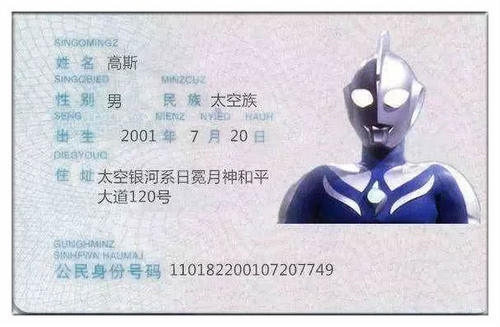 SINGQMINGZ
姓 名 高斯
SINGQBIED MINZCUZ
性 别 男 民 族 太空族
SENG NIENZ NYIED HAUH
出 生 2001 年 7 月 20 日
DIEGYOUQ
住 址 太空银河系日冕月神和平
大道120号
GUNGHMINZ
SINHFWN HAUMAJ
公民身份号码 110182200107207749